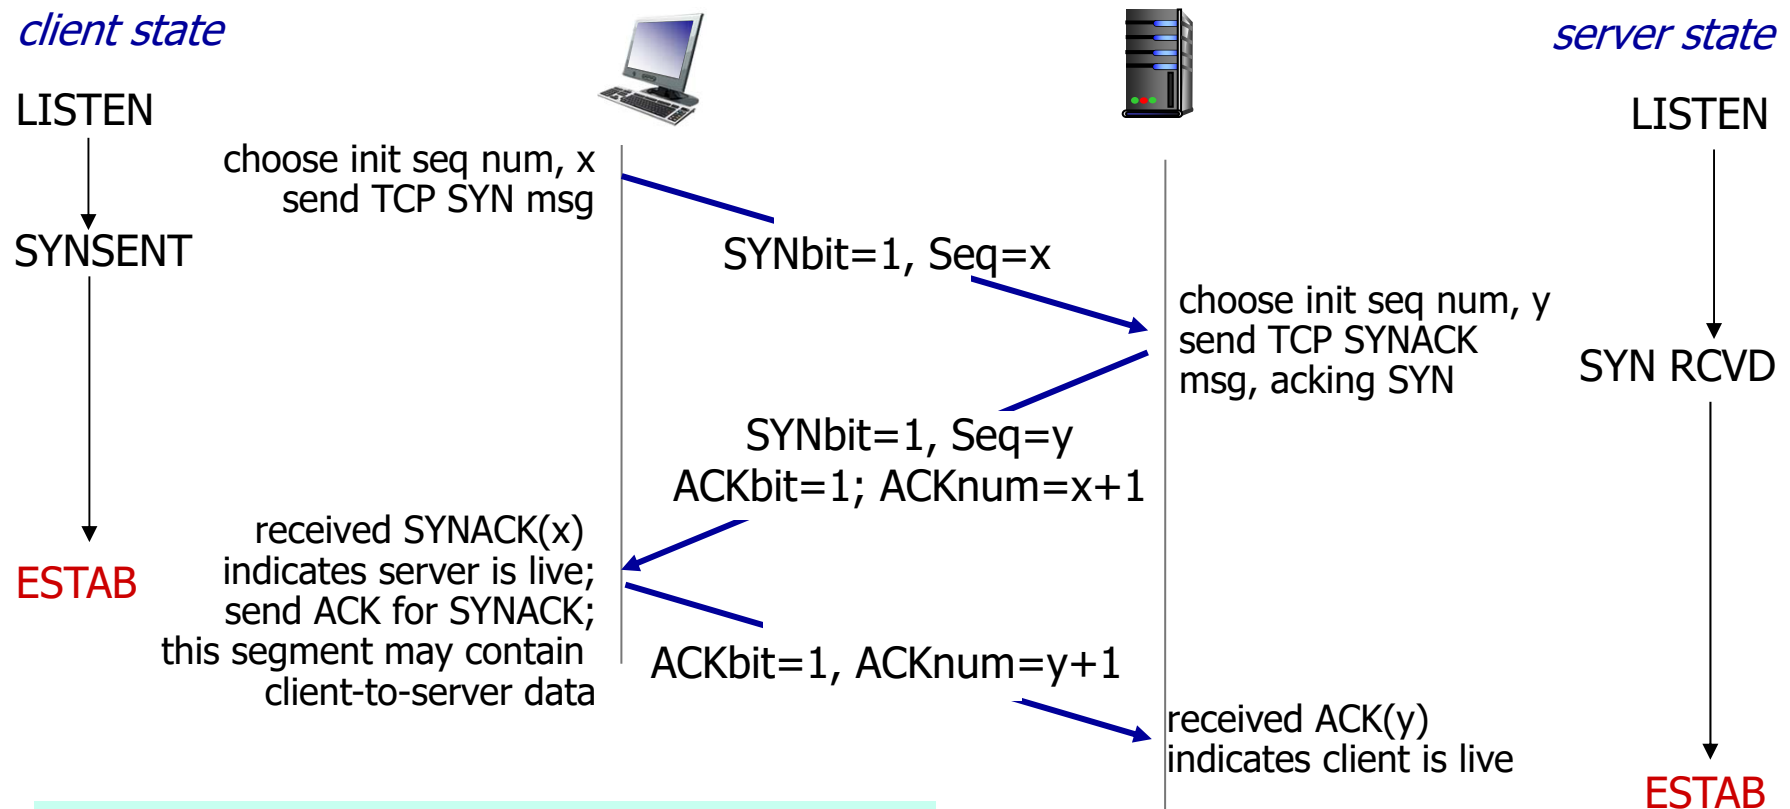 client state
server state
LISTEN
LISTEN
choose init seq num, x
send TCP SYN msg
SYNSENT
SYNbit=1, Seq=x
choose init seq num, y
send TCP SYNACK
msg, acking SYN
SYN RCVD
SYNbit=1, Seq=y
ACKbit=1; ACKnum=x+1
received SYNACK(x)
indicates server is live;
send ACK for SYNACK;
this segment may contain
client-to-server data
ESTAB
ACKbit=1, ACKnum=y+1
received ACK(y)
indicates client is live
ESTAB